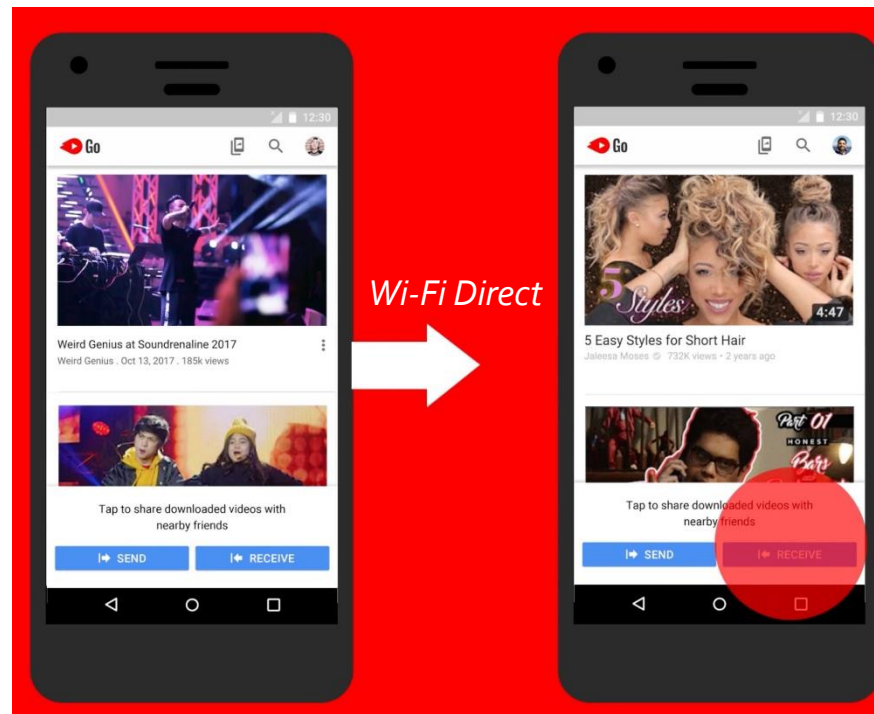 12:30
Go
Weird Genius at Soundrenaline 2017
Weird Genius . Oct 13, 2017 . 185k views
Tap to share downloaded videos with
nearby friends
SEND
RECEIVE
Wi-Fi Direct
12:30
Go
5
Styles
4:47
5 Easy Styles for Short Hair
Jaleesa Moses 732K views • 2 years ago
Part 01
HONEST
Bars
Tap to share downloaded videos with
nearby friends
SEND
RECEIVE